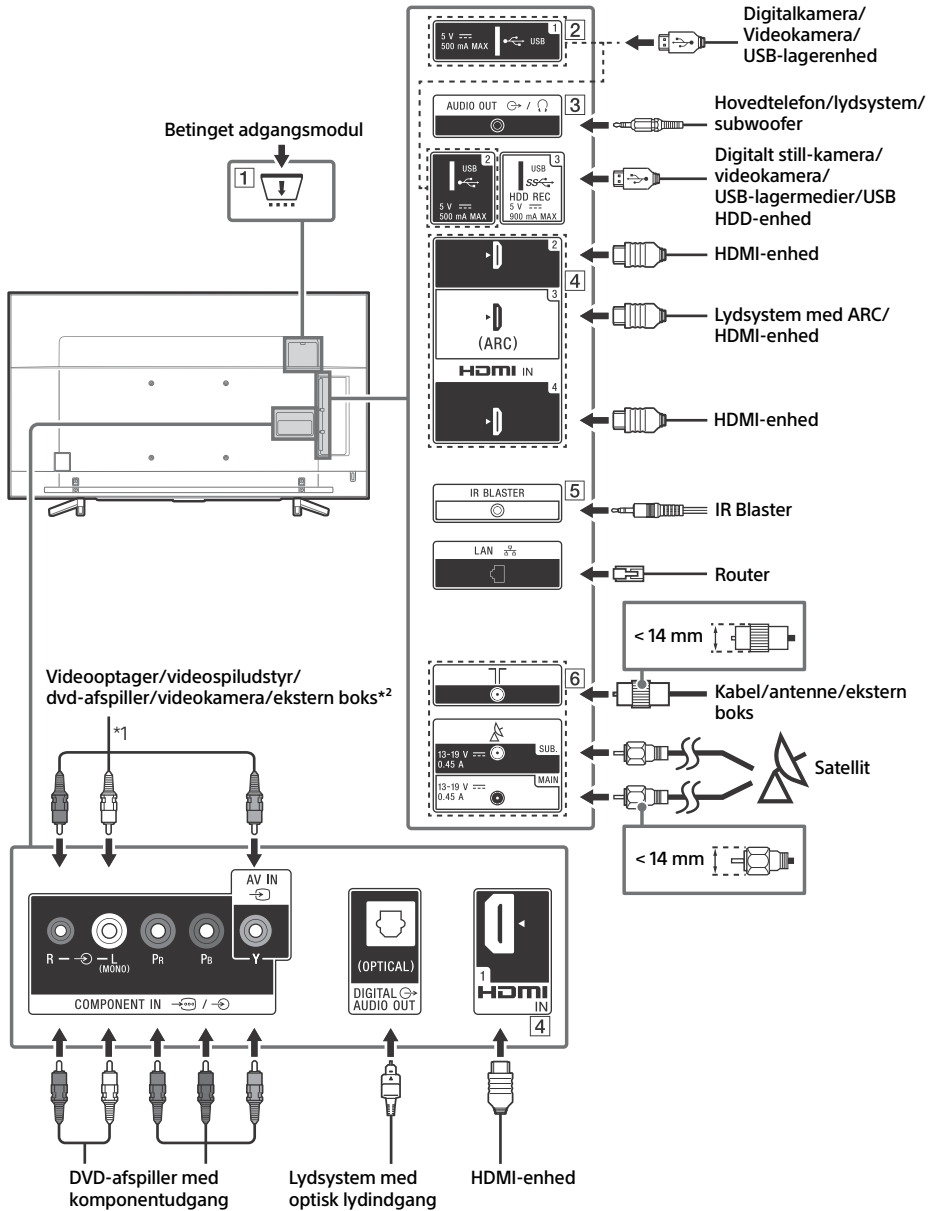 Digitalkamera/
Videokamera/
USB-lagerenhed
5 V
500 mA MAX
USB
1
2
AUDIO OUT /
3
Hovedtelefon/lydsystem/
subwoofer
Betinget adgangsmodul
1
2
USB
5 V
500 mA MAX
3
USB
SS
HDD REC
5 V
900 mA MAX
Digitalt still-kamera/
videokamera/
USB-lagermedier/USB
HDD-enhed
2
HDMI-enhed
4
3
(ARC)
HDMI IN
Lydsystem med ARC/
HDMI-enhed
4
HDMI-enhed
IR BLASTER
5
IR Blaster
LAN
Router
< 14 mm
6
Kabel/antenne/ekstern
boks
13-19 V
0.45 A
SUB.
13-19 V
0.45 A
MAIN
Satellit
< 14 mm
Videooptager/videospiludstyr/
dvd-afspiller/videokamera/ekstern boks*2
*1
AV IN
R L
(MONO)
PR
PB
Y
COMPONENT IN /
(OPTICAL)
DIGITAL
AUDIO OUT
1
HDMI
IN
4
DVD-afspiller med
komponentudgang
Lydsystem med
optisk lydindgang
HDMI-enhed